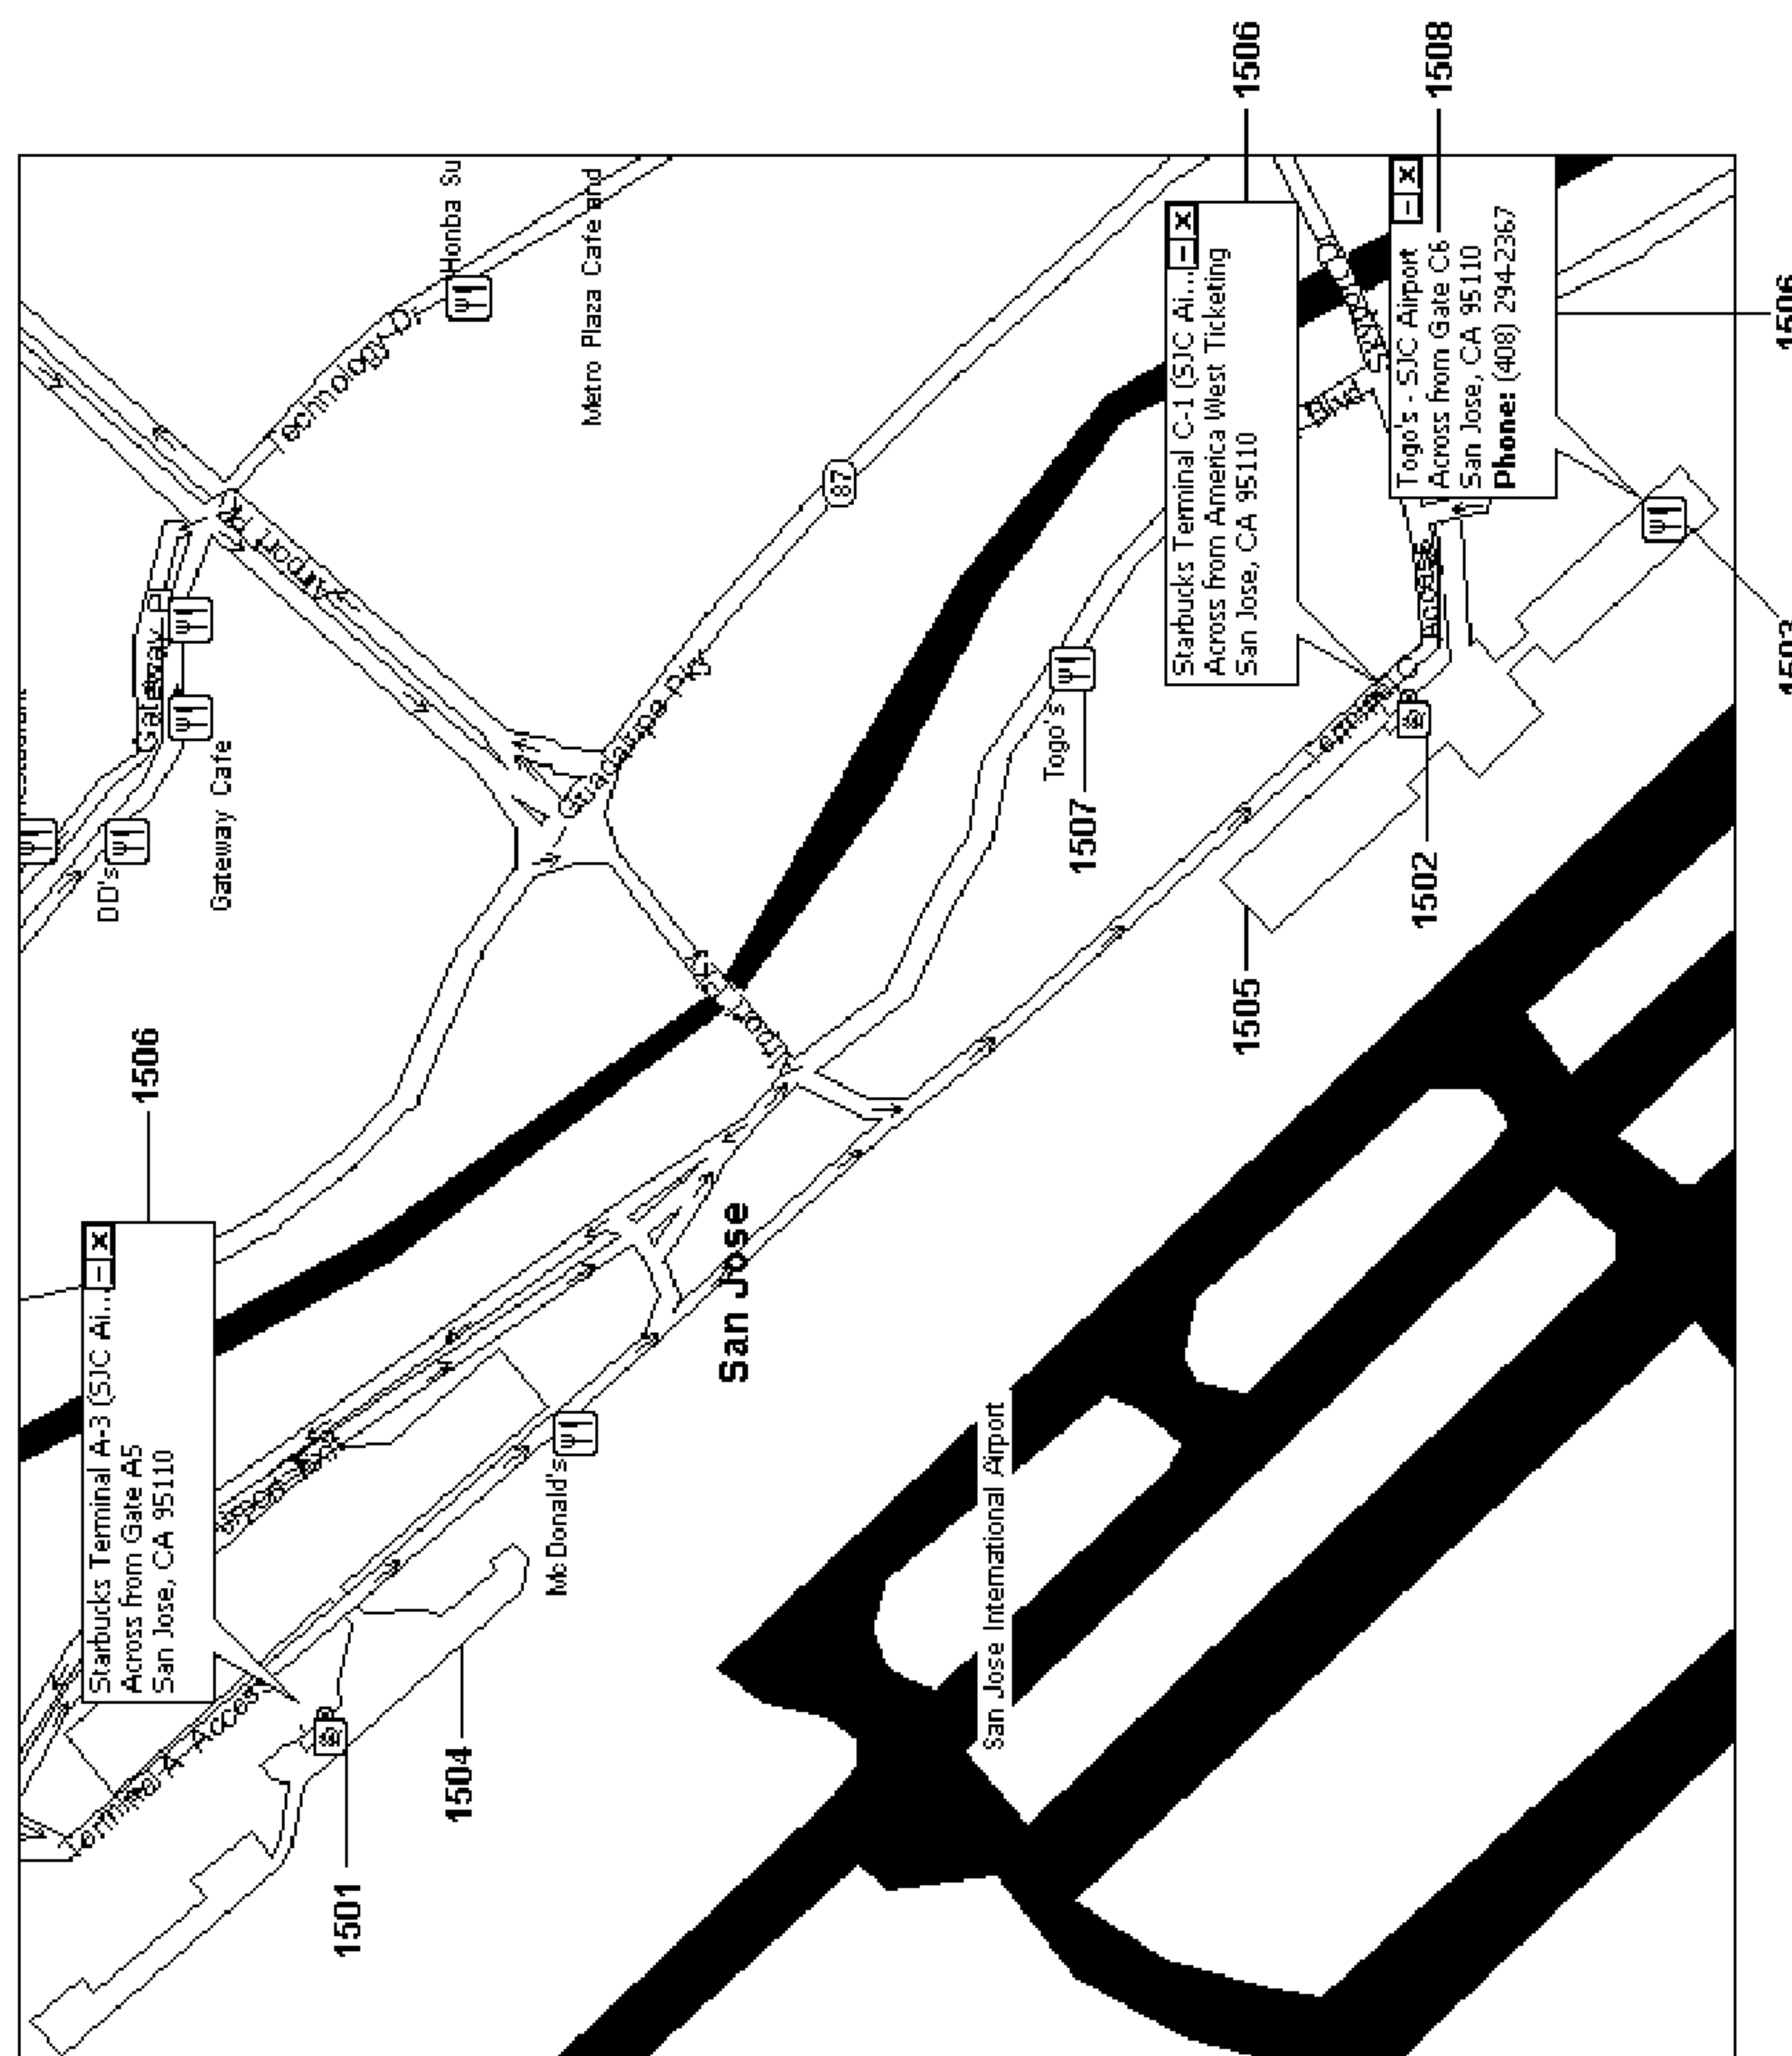 1506
Starbucks Terminal A-3 (SJC Ai...
Across from Gate A5
San Jose, CA 95110
DD's
Gateway Cafe
Gateway Pl
Airport Pk
Technology Dr
Honba Su
Metro Plaza Cafe and
87
Guadalupe Pky
Airport
Terminal A Access
1501
1504
McDonald's
San Jose
San Jose International Airport
Togo's
1507
1506
Starbucks Terminal C-1 (SJC Ai...
Across from America West Ticketing
San Jose, CA 95110
Blvd
1508
Togo's - SJC Airport
Across from Gate C6
San Jose, CA 95110
Phone: (408) 294-2367
1506
1503
Access
1502
1505